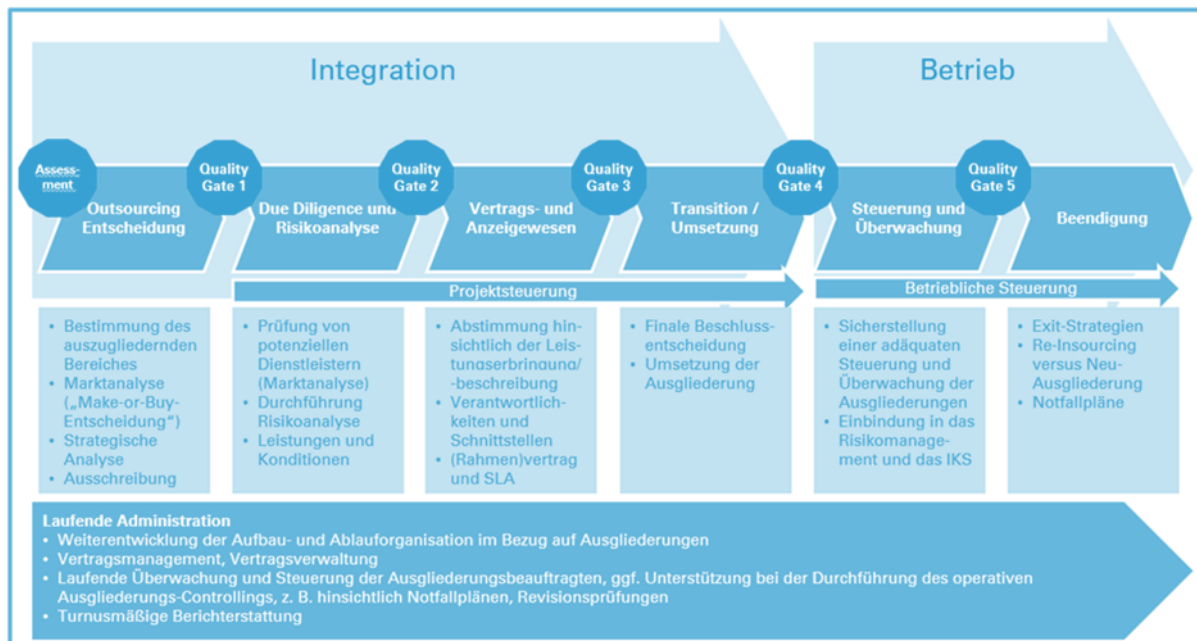 Integration
Betrieb
Assess-
ment
Quality
Gate 1
Quality
Gate 2
Quality
Gate 3
Quality
Gate 4
Quality
Gate 5
Outsourcing
Entscheidung
Due Diligence und
Risikoanalyse
Vertrags- und
Anzeigewesen
Transition /
Umsetzung
Steuerung und
Überwachung
Beendigung
Projektsteuerung
Betriebliche Steuerung
• Bestimmung des
auszugliedernden
Bereiches
• Marktanalyse
(„Make-or-Buy-
Entscheidung“)
• Strategische
Analyse
• Ausschreibung
• Prüfung von
potenziellen
Dienstleistern
(Marktanalyse)
• Durchführung
Risikoanalyse
• Leistungen und
Konditionen
• Abstimmung hin-
sichtlich der Leis-
tungserbringung/
-beschreibung
• Verantwortlich-
keiten und
Schnittstellen
• (Rahmen)vertrag
und SLA
• Finale Beschluss-
entscheidung
• Umsetzung der
Ausgliederung
• Sicherstellung
einer adäquaten
Steuerung und
Überwachung der
Ausgliederungen
• Einbindung in das
Risikomanage-
ment und das IKS
• Exit-Strategien
• Re-Insourcing
versus Neu-
Ausgliederung
• Notfallpläne
Laufende Administration
• Weiterentwicklung der Aufbau- und Ablauforganisation im Bezug auf Ausgliederungen
• Vertragsmanagement, Vertragsverwaltung
• Laufende Überwachung und Steuerung der Ausgliederungsbeauftragten, ggf. Unterstützung bei der Durchführung des operativen
Ausgliederungs-Controllings, z. B. hinsichtlich Notfallplänen, Revisionsprüfungen
• Turnusmäßige Berichterstattung